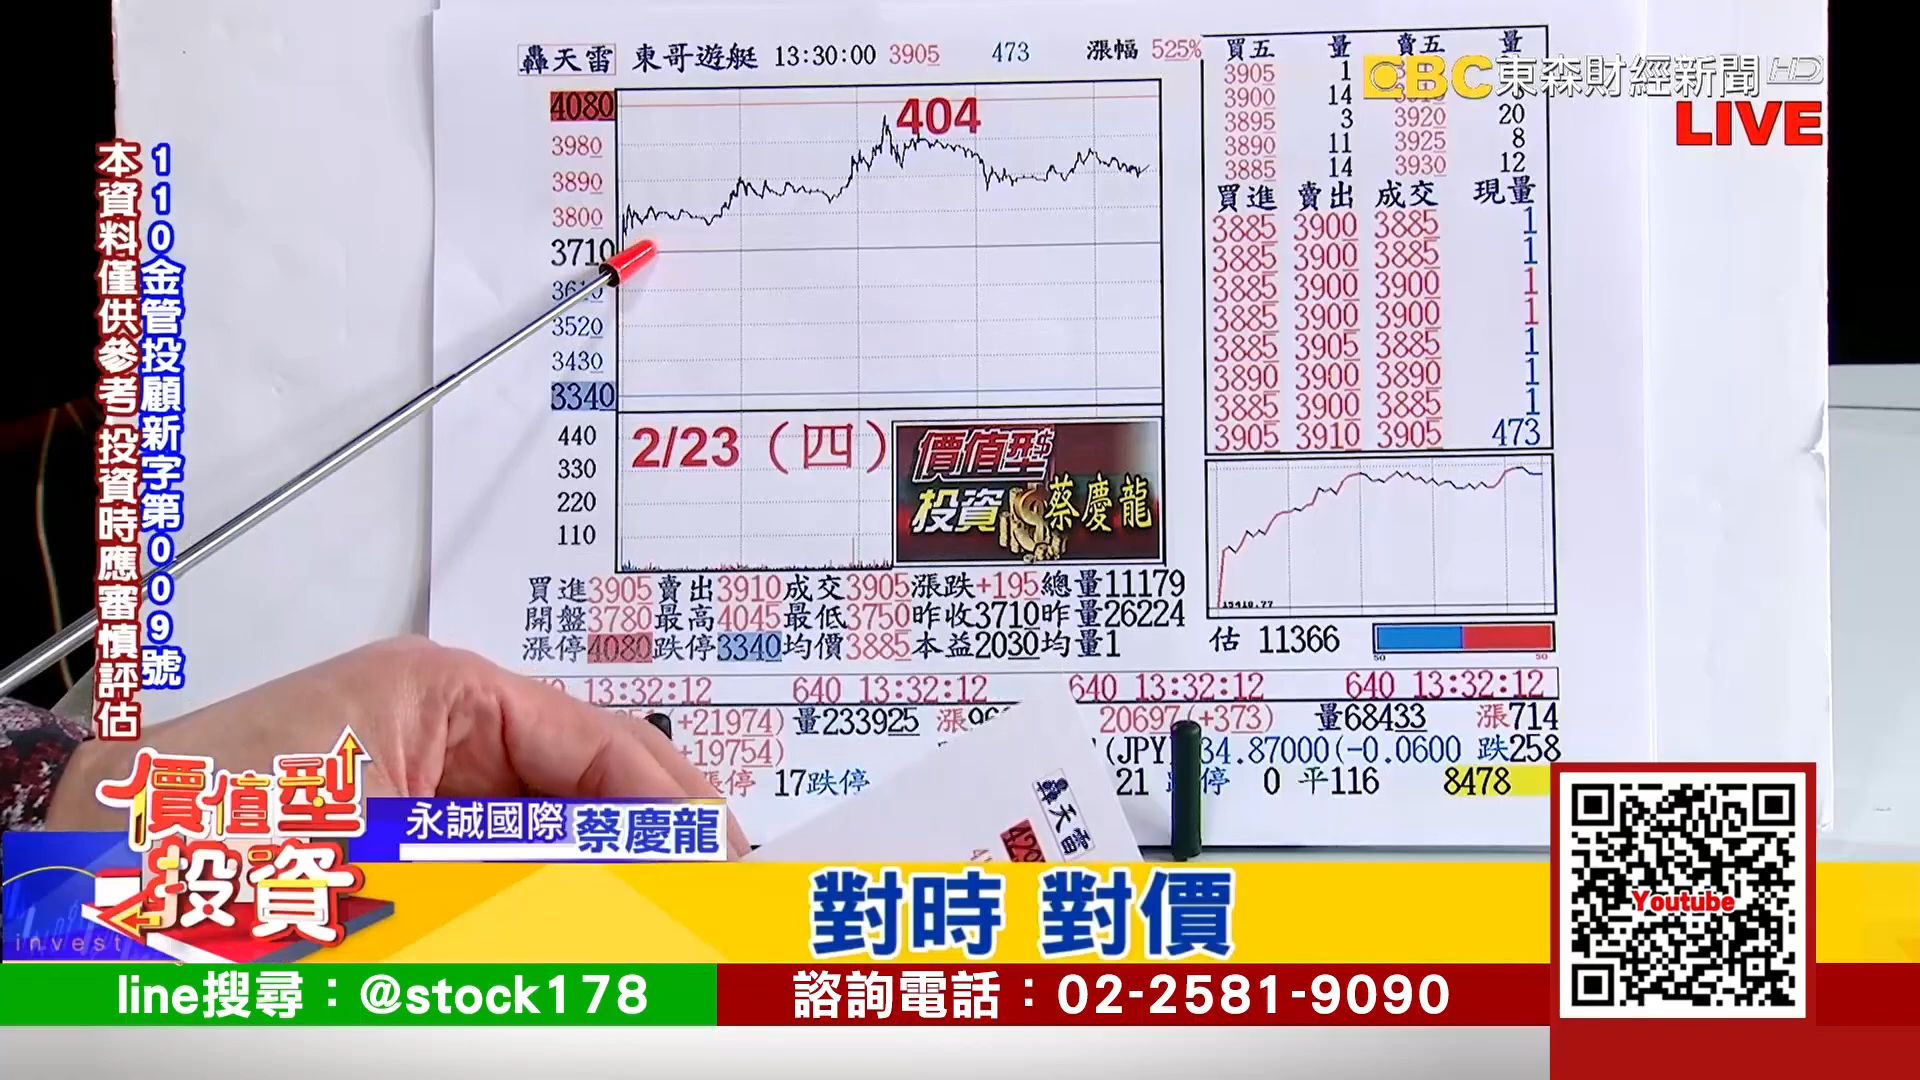 轟天雷 東哥遊艇 13:30:00 3905 473 漲幅 525%
買五 量 賣五 量
3905 1
3900 14
3895 3 3920 20
3890 11 3925 8
3885 14 3930 12
EBC東森財經新聞 HD
LIVE
買進 賣出 成交 現量
3885 3900 3885 1
3885 3900 3885 1
3885 3900 3900 1
3885 3900 3900 1
3885 3905 3885 1
3890 3900 3890 1
3885 3900 3885 1
3905 3910 3905 473
4080
3980
3890
3800
3710
3610
3520
3430
3340
404
440
330
220
110
2/23（四）
價值型
投資
蔡慶龍
15418.77
買進3905賣出3910成交3905漲跌+195總量11179
開盤3780最高4045最低3750昨收3710昨量26224
漲停4080跌停3340均價3885本益2030均量1
估 11366
50 50
13:32:12 640 13:32:12 640 13:32:12 640 13:32:12
(+21974) 量233925 漲 20697(+373) 量68433 漲714
+19754) (JPY) 34.87000(-0.0600 跌258
停 17跌停 21 停 0 平116 8478
轟天雷
本資料僅供參考投資時應審慎評估
110金管投顧新字第009號
價值型
投資
invest
永誠國際 蔡慶龍
對時 對價
Youtube
line搜尋：@stock178
諮詢電話：02-2581-9090